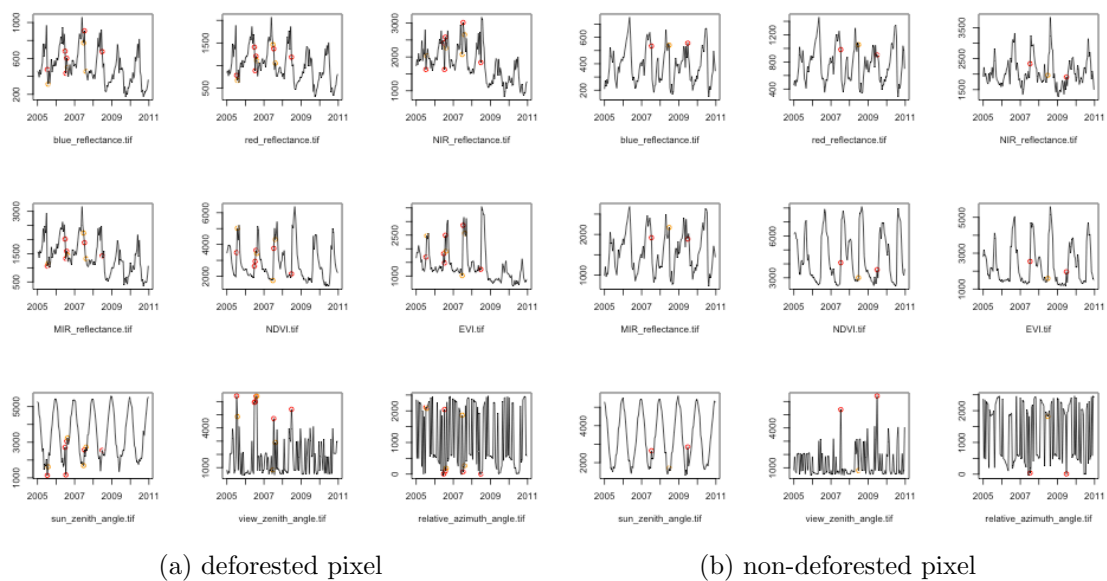 200 600 1000
2005 2007 2009 2011
blue_reflectance.tif
500 1500
2005 2007 2009 2011
red_reflectance.tif
1000 2000 3000
2005 2007 2009 2011
NIR_reflectance.tif
200 400 600 800
2005 2007 2009 2011
blue_reflectance.tif
400 800 1200
2005 2007 2009 2011
red_reflectance.tif
1500 2500 3500
2005 2007 2009 2011
NIR_reflectance.tif
500 1500 3000
2005 2007 2009 2011
MIR_reflectance.tif
2000 4000 6000
2005 2007 2009 2011
NDVI.tif
1000 2500
2005 2007 2009 2011
EVI.tif
1000 2000
2005 2007 2009 2011
MIR_reflectance.tif
3000 5000 7000
2005 2007 2009 2011
NDVI.tif
1000 3000 5000
2005 2007 2009 2011
EVI.tif
1000 3000 5000
2005 2007 2009 2011
sun_zenith_angle.tif
1000 4000
2005 2007 2009 2011
view_zenith_angle.tif
0 1000 2000
2005 2007 2009 2011
relative_azimuth_angle.tif
2000 4000
2005 2007 2009 2011
sun_zenith_angle.tif
1000 4000
2005 2007 2009 2011
view_zenith_angle.tif
0 1000 2000
2005 2007 2009 2011
relative_azimuth_angle.tif
(a) deforested pixel
(b) non-deforested pixel